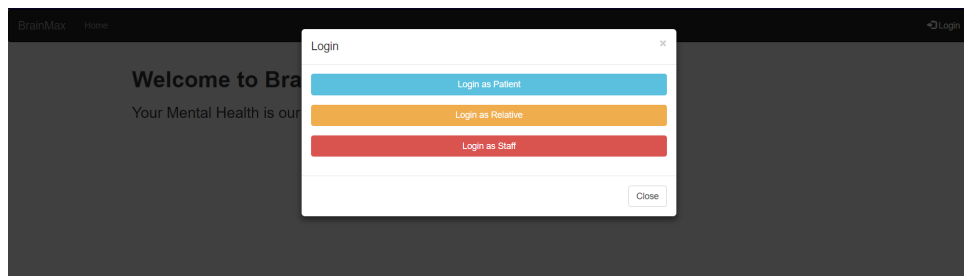 BrainMax Home Login
Login ×
Welcome to Bra
Your Mental Health is our
Login as Patient
Login as Relative
Login as Staff
Close